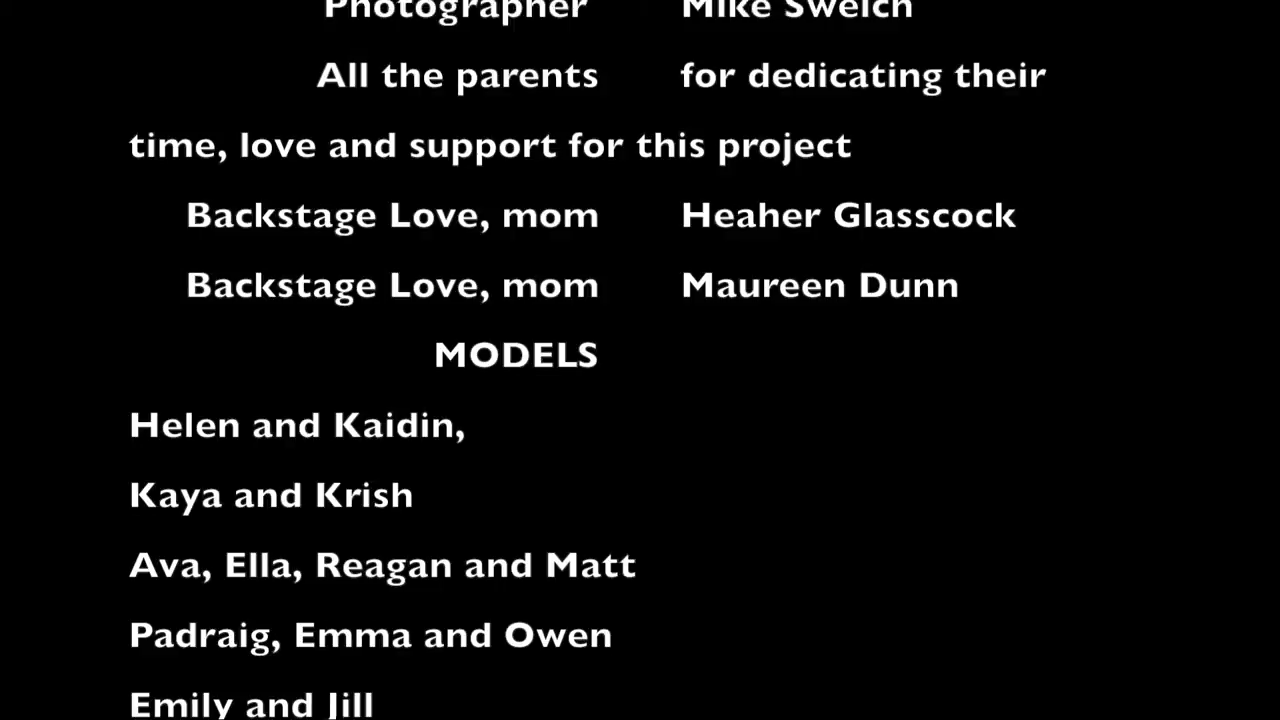 Photographer Mike Swelch
All the parents for dedicating their
time, love and support for this project
Backstage Love, mom Heaher Glasscock
Backstage Love, mom Maureen Dunn
MODELS
Helen and Kaidin,
Kaya and Krish
Ava, Ella, Reagan and Matt
Padraig, Emma and Owen
Emily and Jill